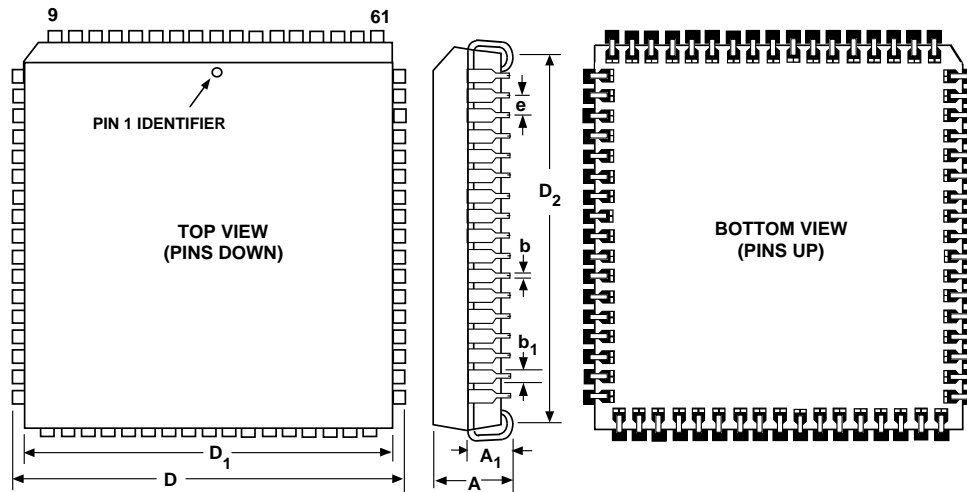 9
61
PIN 1 IDENTIFIER
TOP VIEW
(PINS DOWN)
D1
D
e
D2
b
b1
A1
A
BOTTOM VIEW
(PINS UP)